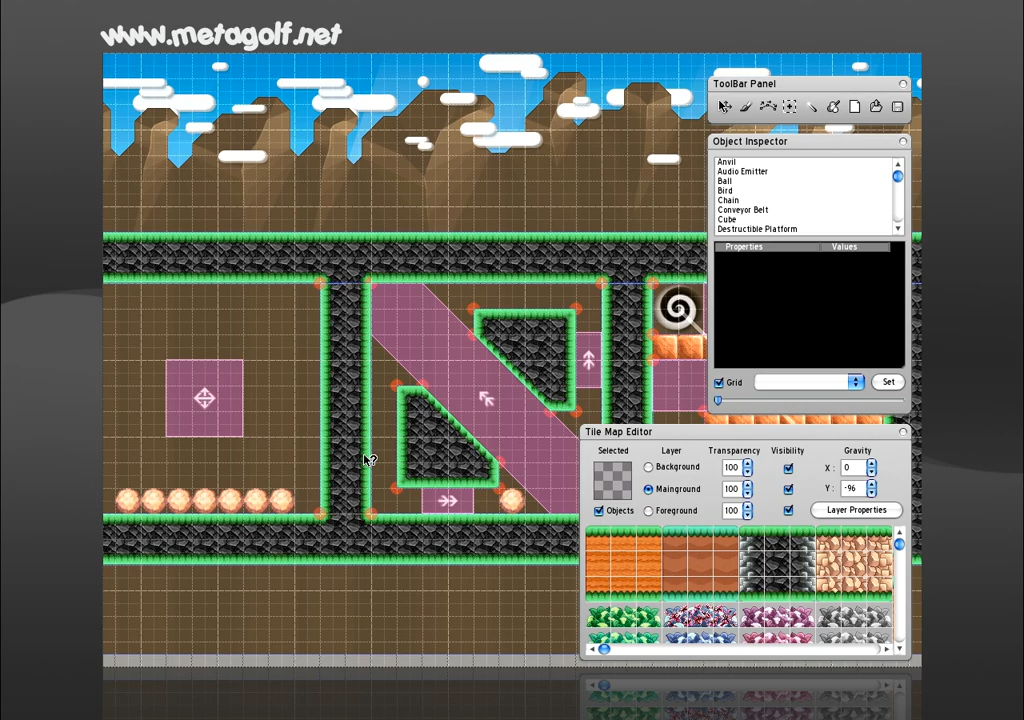 www.metagolf.net
ToolBar Panel
Object Inspector
Anvil
Audio Emitter
Ball
Bird
Chain
Conveyor Belt
Cube
Destructible Platform
Properties Values
Grid Set
Tile Map Editor
Selected Layer Transparency Visibility Gravity
Background 100 X : 0
Mainground 100 Y : -96
Objects Foreground 100 Layer Properties